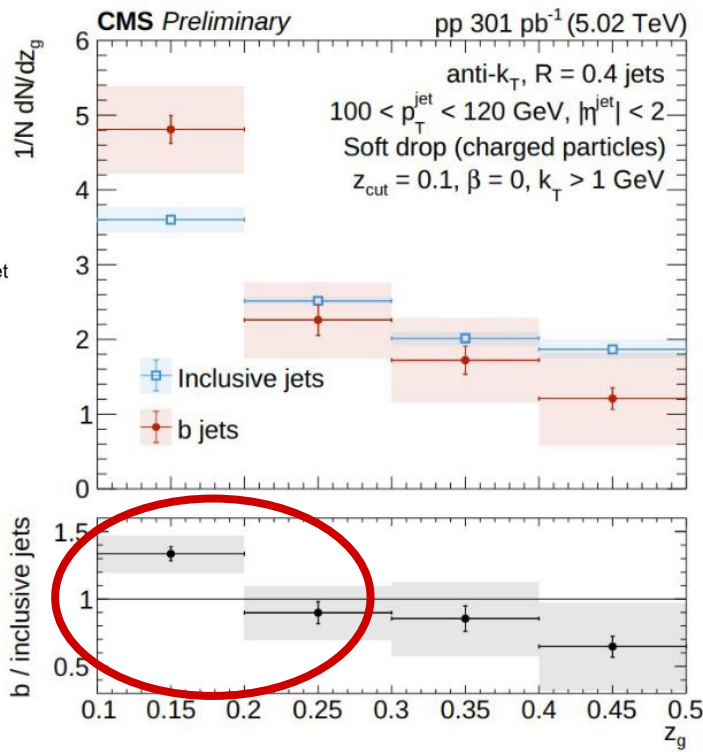 CMS Preliminary pp 301 pb⁻¹ (5.02 TeV)
1/N dN/dz_g
6
5
4
3
2
1
0
anti-k_T, R = 0.4 jets
100 < p_T^jet < 120 GeV, |η^jet| < 2
Soft drop (charged particles)
z_cut = 0.1, β = 0, k_T > 1 GeV
et
Inclusive jets
b jets
b / inclusive jets
1.5
1
0.5
0.1 0.15 0.2 0.25 0.3 0.35 0.4 0.45 0.5
z_g